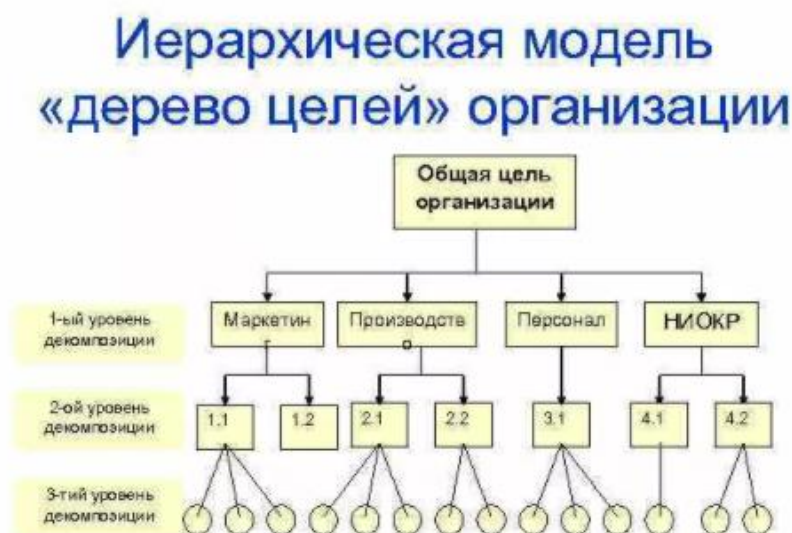 Иерархическая модель
«дерево целей» организации
Общая цель
организации
1-ый уровень
декомпозиции
Маркетин
г
Производств
о
Персонал
НИОКР
2-ой уровень
декомпозиции
1.1
1.2
2.1
2.2
3.1
4.1
4.2
3-тий уровень
декомпозиции